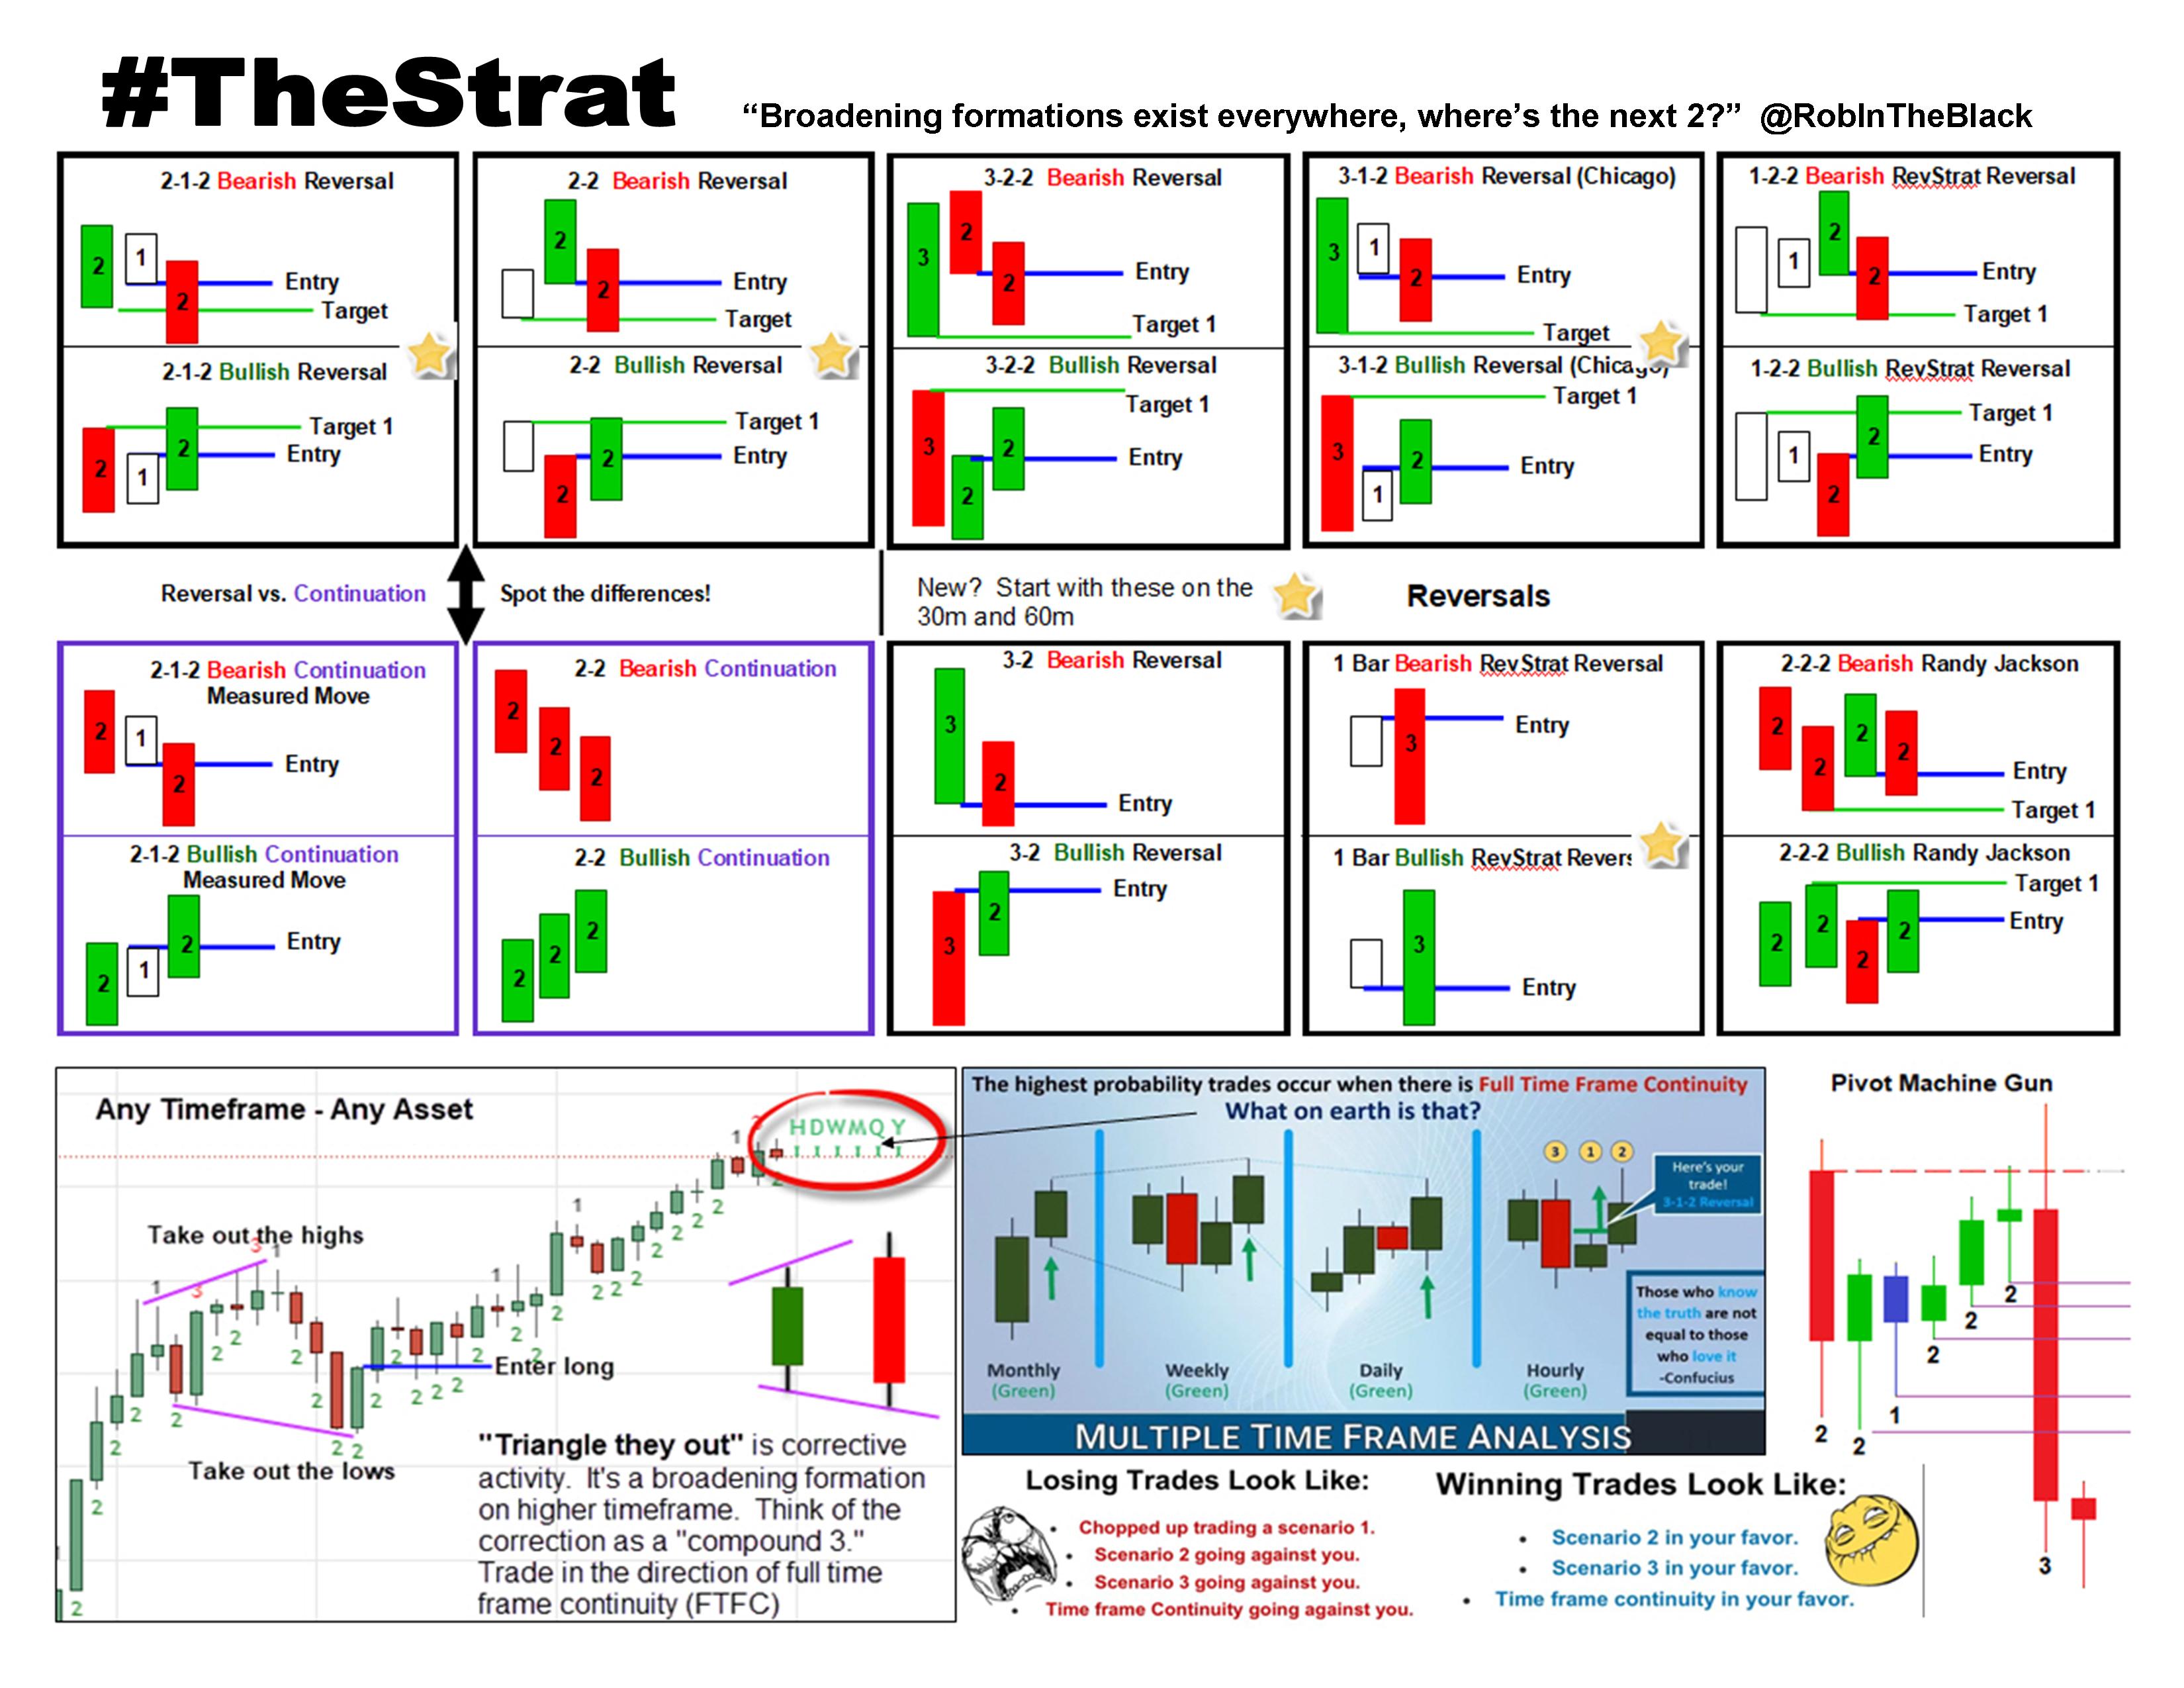 #TheStrat
“Broadening formations exist everywhere, where’s the next 2?” @RobInTheBlack
2-1-2 Bearish Reversal
2
1
2
Entry
Target
2-1-2 Bullish Reversal
2
1
2
Target 1
Entry
2-2 Bearish Reversal
2
2
Entry
Target
2-2 Bullish Reversal
2
2
Target 1
Entry
3-2-2 Bearish Reversal
3
2
2
Entry
Target 1
3-2-2 Bullish Reversal
3
2
2
Target 1
Entry
3-1-2 Bearish Reversal (Chicago)
3
1
2
Entry
Target
3-1-2 Bullish Reversal (Chicago)
3
1
2
Target 1
Entry
1-2-2 Bearish RevStrat Reversal
1
2
2
Entry
Target 1
1-2-2 Bullish RevStrat Reversal
1
2
2
Target 1
Entry
Reversal vs. Continuation
Spot the differences!
New? Start with these on the
30m and 60m
Reversals
2-1-2 Bearish Continuation
Measured Move
2
1
2
Entry
2-1-2 Bullish Continuation
Measured Move
2
1
2
Entry
2-2 Bearish Continuation
2
2
2
2-2 Bullish Continuation
2
2
2
3-2 Bearish Reversal
3
2
Entry
3-2 Bullish Reversal
3
2
Entry
1 Bar Bearish RevStrat Reversal
3
Entry
1 Bar Bullish RevStrat Revers
3
Entry
2-2-2 Bearish Randy Jackson
2
2
2
2
Entry
Target 1
2-2-2 Bullish Randy Jackson
2
2
2
2
Target 1
Entry
Any Timeframe - Any Asset
HDWMQY
Take out the highs
Enter long
Take out the lows
"Triangle they out" is corrective
activity. It's a broadening formation
on higher timeframe. Think of the
correction as a "compound 3."
Trade in the direction of full time
frame continuity (FTFC)
The highest probability trades occur when there is Full Time Frame Continuity
What on earth is that?
3 1 2
Here's your
trade!
3-1-2 Reversal
Those who know
the truth are not
equal to those
who love it
-Confucius
Monthly
(Green)
Weekly
(Green)
Daily
(Green)
Hourly
(Green)
MULTIPLE TIME FRAME ANALYSIS
Losing Trades Look Like:
• Chopped up trading a scenario 1.
• Scenario 2 going against you.
• Scenario 3 going against you.
• Time frame Continuity going against you.
Winning Trades Look Like:
• Scenario 2 in your favor.
• Scenario 3 in your favor.
• Time frame continuity in your favor.
Pivot Machine Gun
2
2
1
2
2
2
3